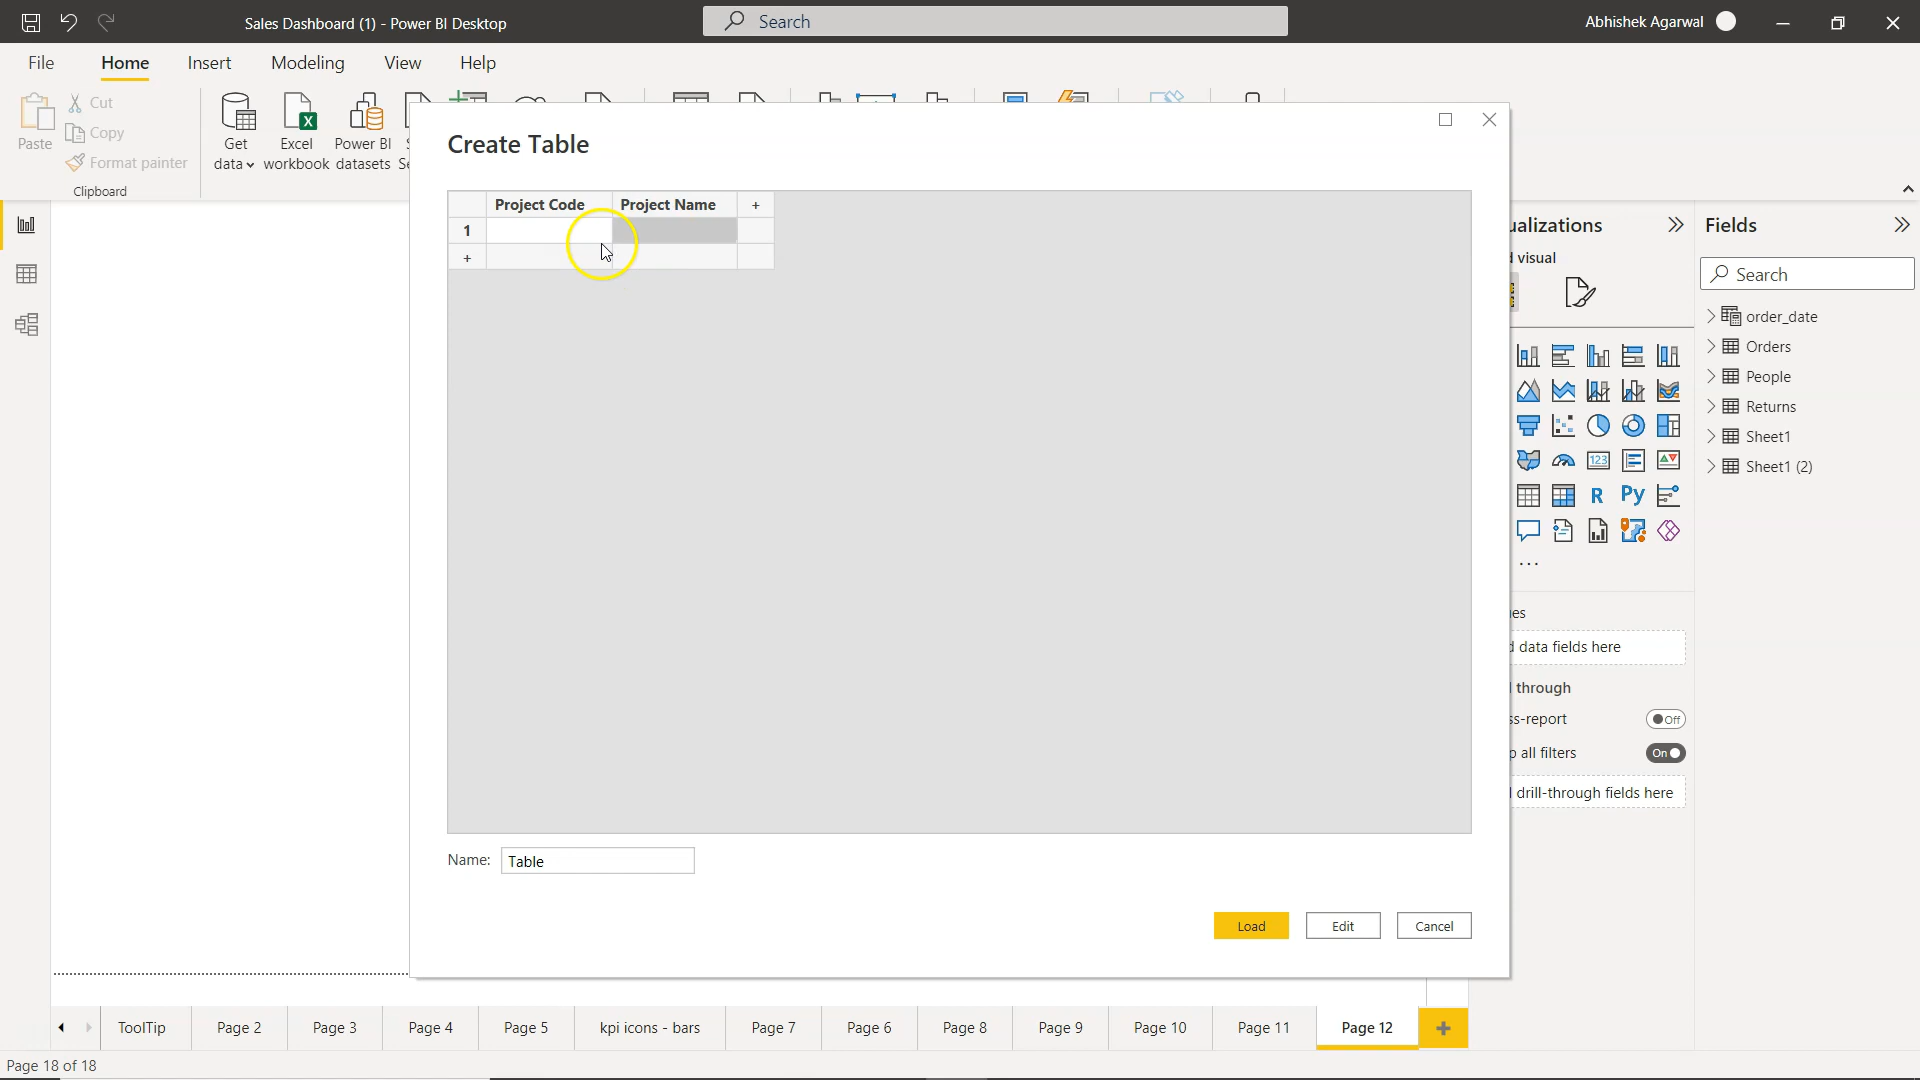 Sales Dashboard (1) - Power BI Desktop
Search
Abhishek Agarwal
File
Home
Insert
Modeling
View
Help
Paste
Cut
Copy
Format painter
Clipboard
Get
data
Excel
workbook
Power BI
datasets
Create Table
Project Code
Project Name
+
1
+
Name:
Table
Load
Edit
Cancel
ualizations
d visual
123
R
Py
...
es
d data fields here
l through
ss-report
Off
p all filters
On
l drill-through fields here
Fields
Search
order_date
Orders
People
Returns
Sheet1
Sheet1 (2)
ToolTip
Page 2
Page 3
Page 4
Page 5
kpi icons - bars
Page 7
Page 6
Page 8
Page 9
Page 10
Page 11
Page 12
+
Page 18 of 18